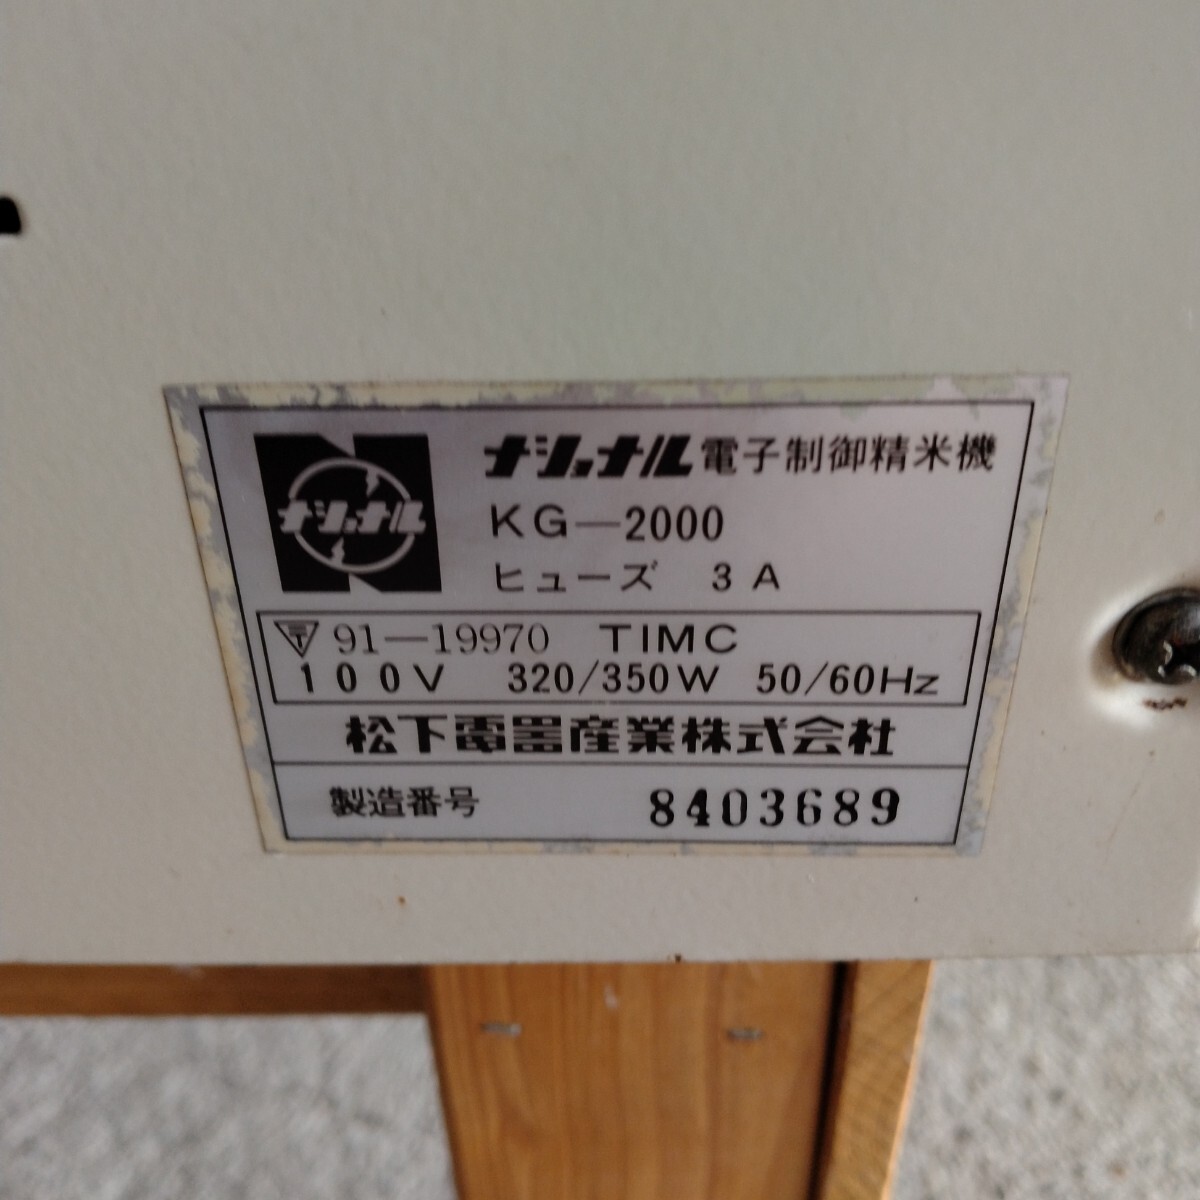 ナショナル
ナショナル電子制御精米機
KG-2000
ヒューズ 3A
〒 91-19970 TIMC
100V 320/350W 50/60Hz
松下電器産業株式会社
製造番号 8403689